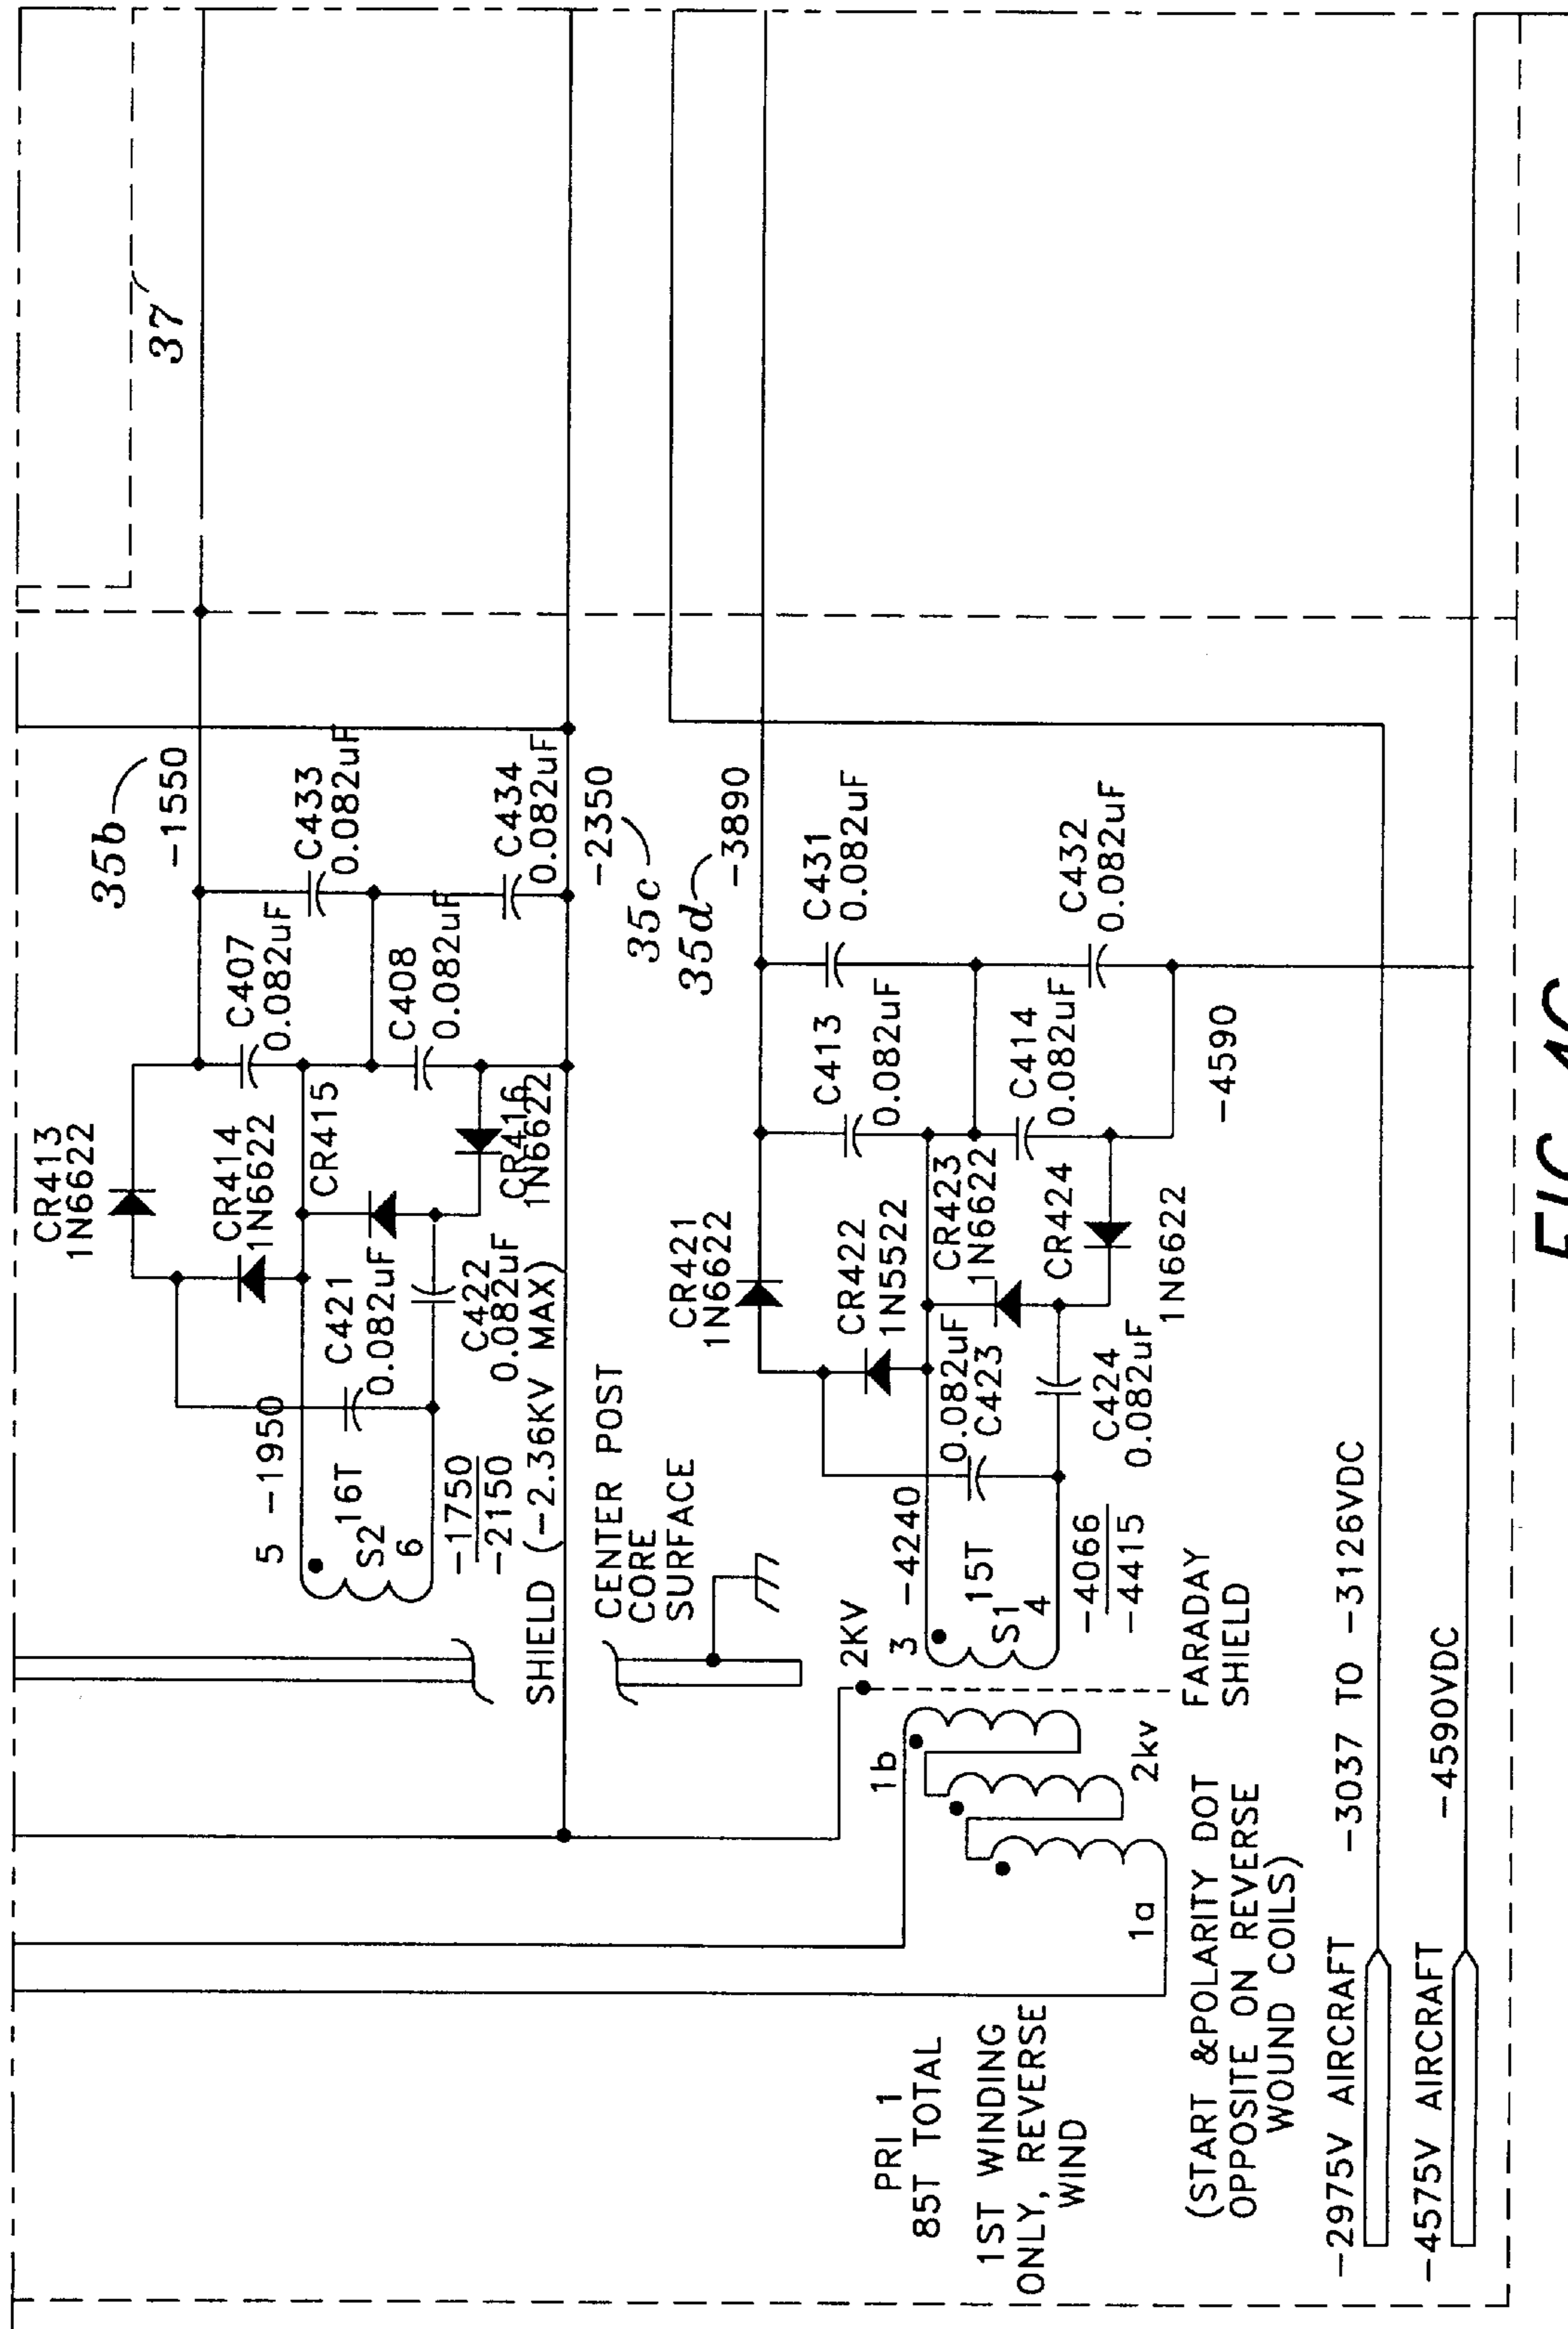 37
35b
-1550
CR413
1N6622
C407
0.082uF
C433
0.082uF
CR414
1N6622
CR415
C408
0.082uF
C434
0.082uF
CR416
1N6622
-2350
35c
5 -1950
C421
0.082uF
16T
S2
6
C422
0.082uF
-1750
-2150
SHIELD (-2.36KV MAX)
CENTER POST
CORE
SURFACE
35d
-3890
CR421
1N6622
C413
0.082uF
C431
0.082uF
CR422
1N5522
CR423
1N6622
C414
0.082uF
C432
0.082uF
CR424
1N6622
-4590
2KV
3 -4240
0.082uF
C423
15T
S1
4
C424
0.082uF
-4066
-4415
FARADAY
SHIELD
1b
2kv
1a
PRI 1
85T TOTAL
1ST WINDING
ONLY, REVERSE
WIND
(START &POLARITY DOT
OPPOSITE ON REVERSE
WOUND COILS)
-2975V AIRCRAFT
-3037 TO -3126VDC
-4575V AIRCRAFT
-4590VDC